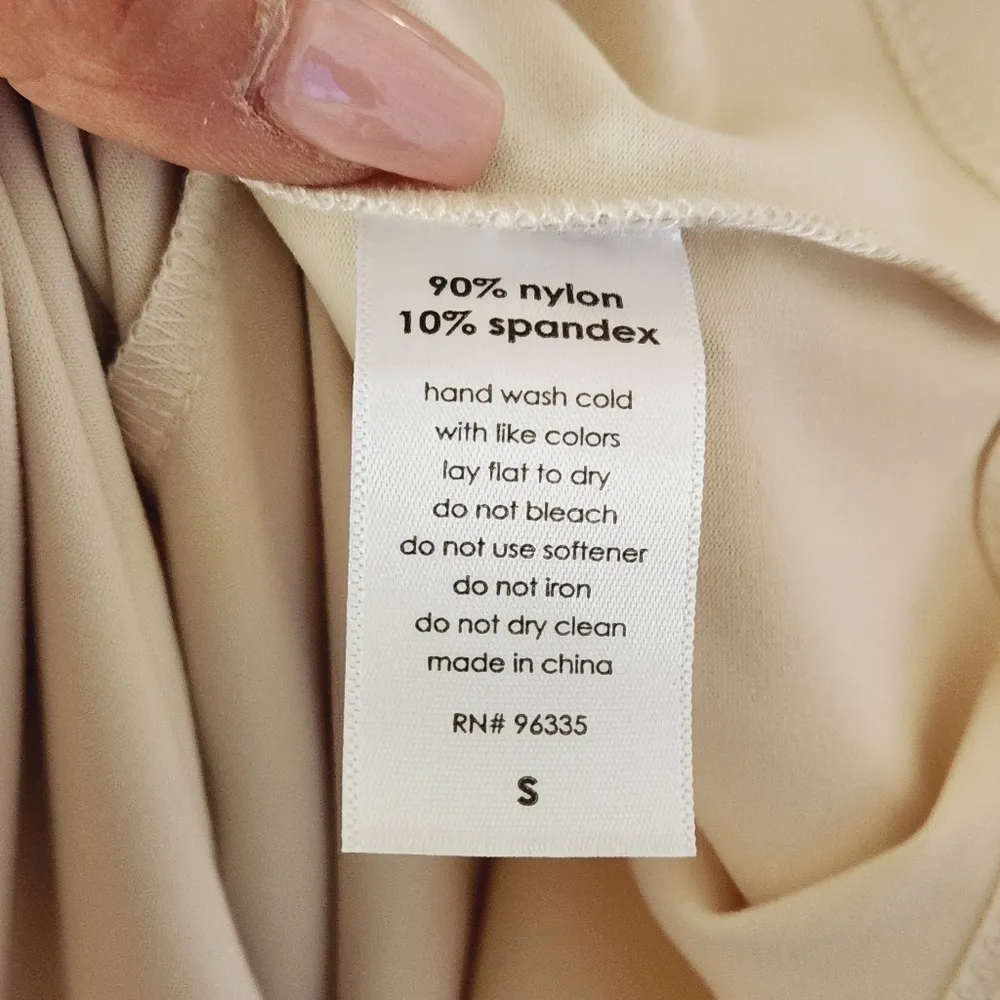 90% nylon
10% spandex
hand wash cold
with like colors
lay flat to dry
do not bleach
do not use softener
do not iron
do not dry clean
made in china
RN# 96335
S